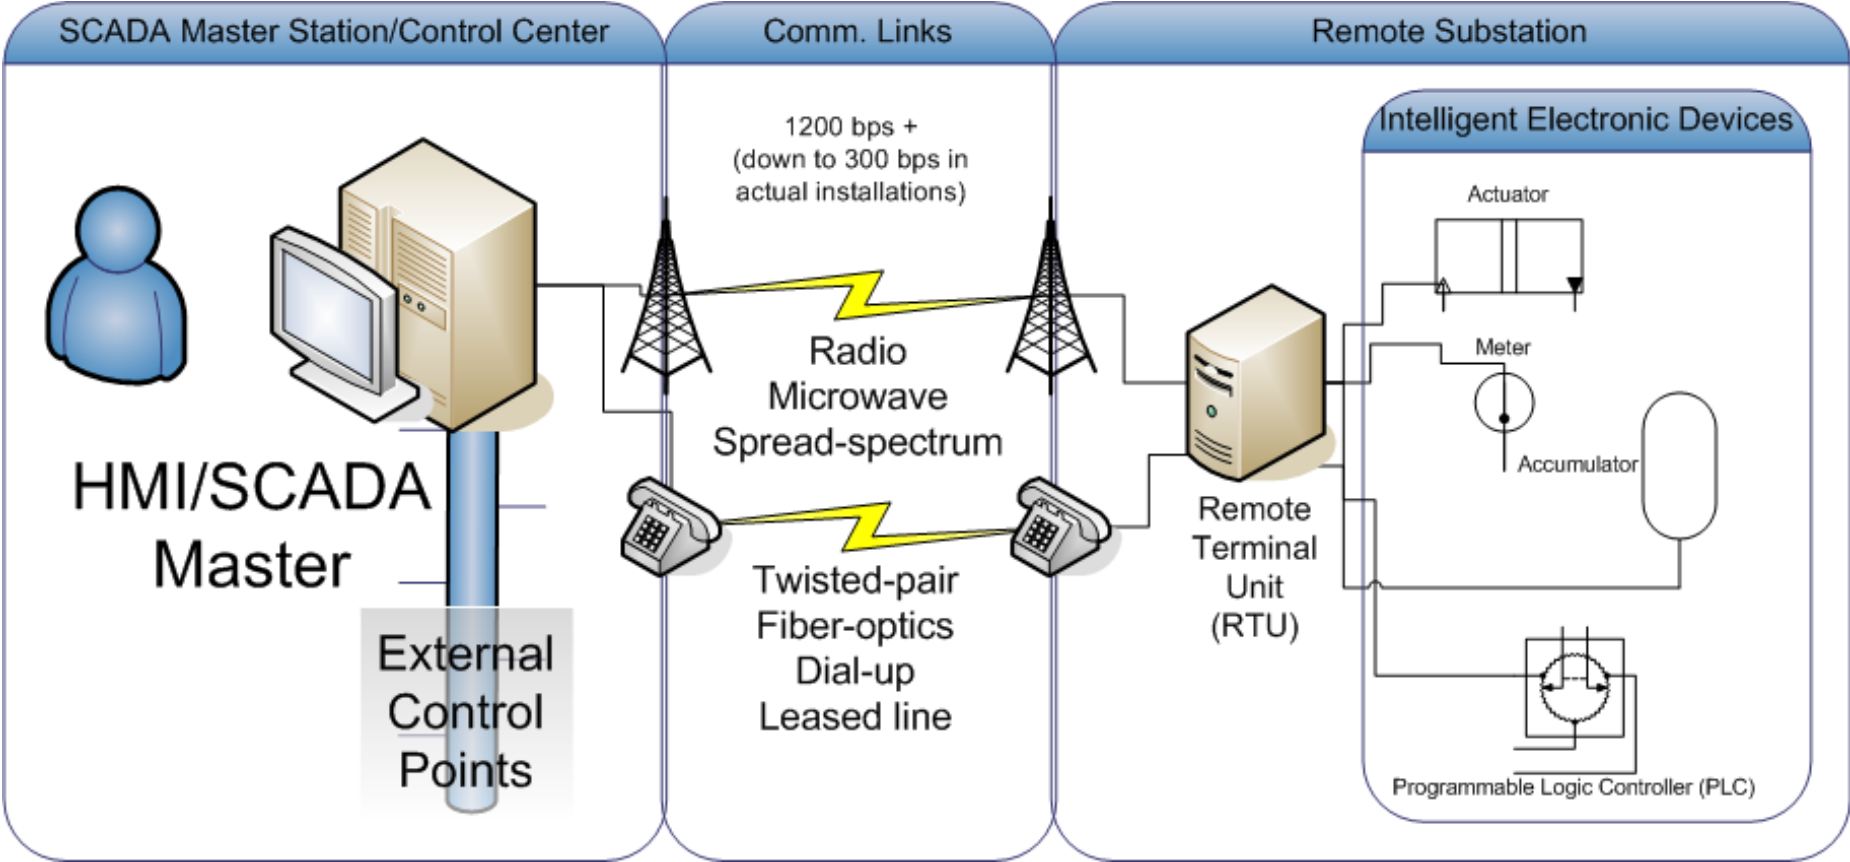 SCADA Master Station/Control Center
Comm. Links
Remote Substation
1200 bps +
(down to 300 bps in
actual installations)
Intelligent Electronic Devices
Actuator
Radio
Microwave
Spread-spectrum
Meter
Accumulator
HMI/SCADA
Master
Remote
Terminal
Unit
(RTU)
Twisted-pair
Fiber-optics
Dial-up
Leased line
External
Control
Points
Programmable Logic Controller (PLC)